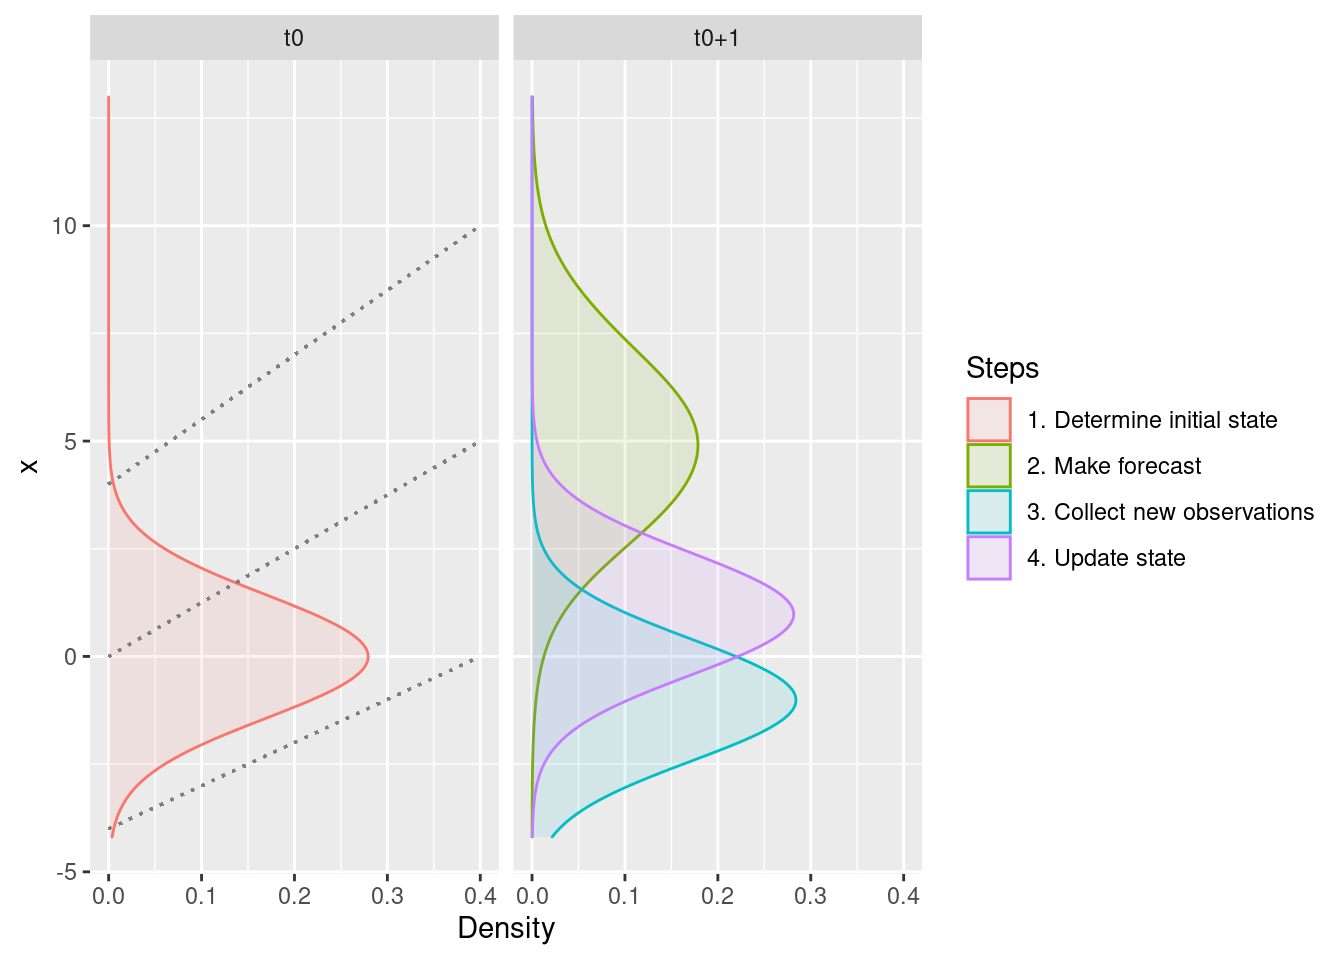 t0
t0+1
10
5
0
-5
x
0.0 0.1 0.2 0.3 0.4
0.0 0.1 0.2 0.3 0.4
Density
Steps
1. Determine initial state
2. Make forecast
3. Collect new observations
4. Update state